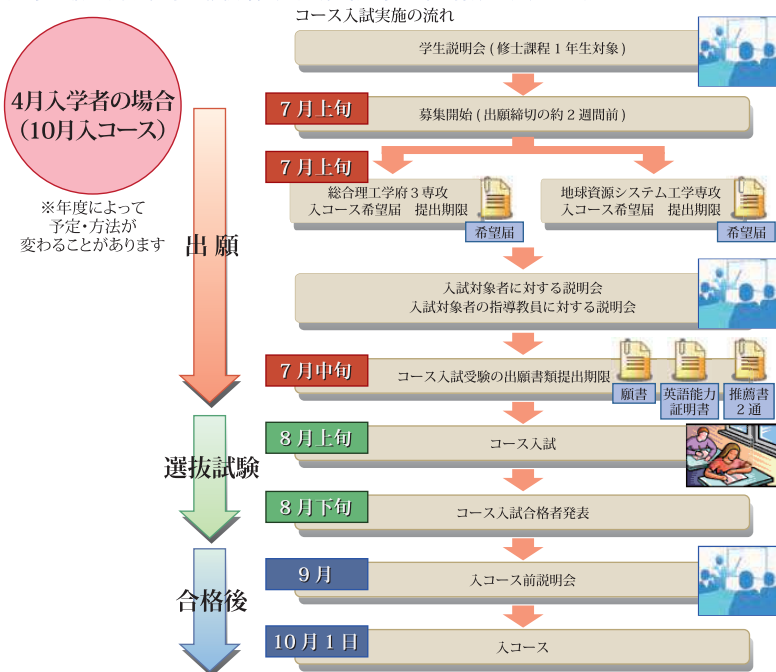 コース入試実施の流れ
4月入学者の場合
（10月入コース）
※年度によって
予定・方法が
変わることがあります
出願
学生説明会 ( 修士課程 1 年生対象 )
7月上旬
募集開始 ( 出願締切の約 2 週間前 )
7月上旬
総合理工学府 3 専攻
入コース希望届　提出期限
希望届
地球資源システム工学専攻
入コース希望届　提出期限
希望届
入試対象者に対する説明会
入試対象者の指導教員に対する説明会
7月中旬
コース入試受験の出願書類提出期限
願書
英語能力
証明書
推薦書
2 通
選抜試験
8月上旬
コース入試
8月下旬
コース入試合格者発表
合格後
9月
入コース前説明会
10月1日
入コース